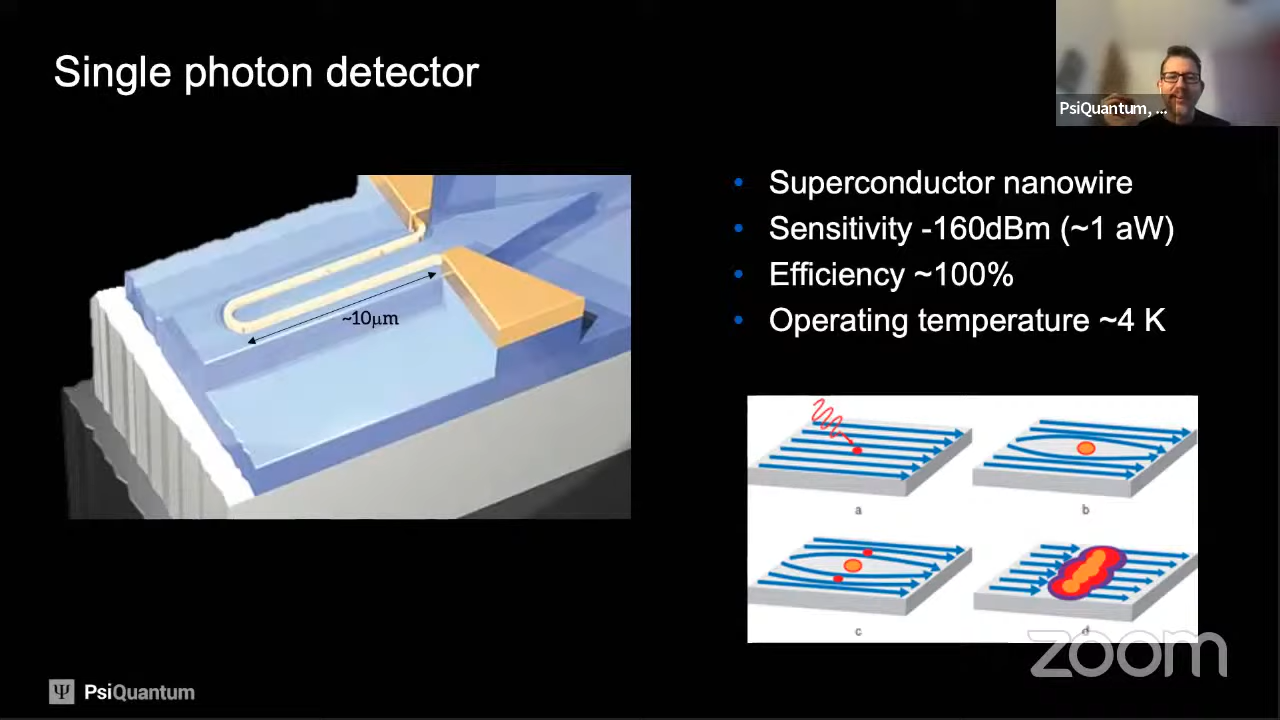 Single photon detector
PsiQuantum, ...
• Superconductor nanowire
• Sensitivity -160dBm (~1 aW)
• Efficiency ~100%
• Operating temperature ~4 K
~10μm
a
b
c
d
zoom
Ψ PsiQuantum